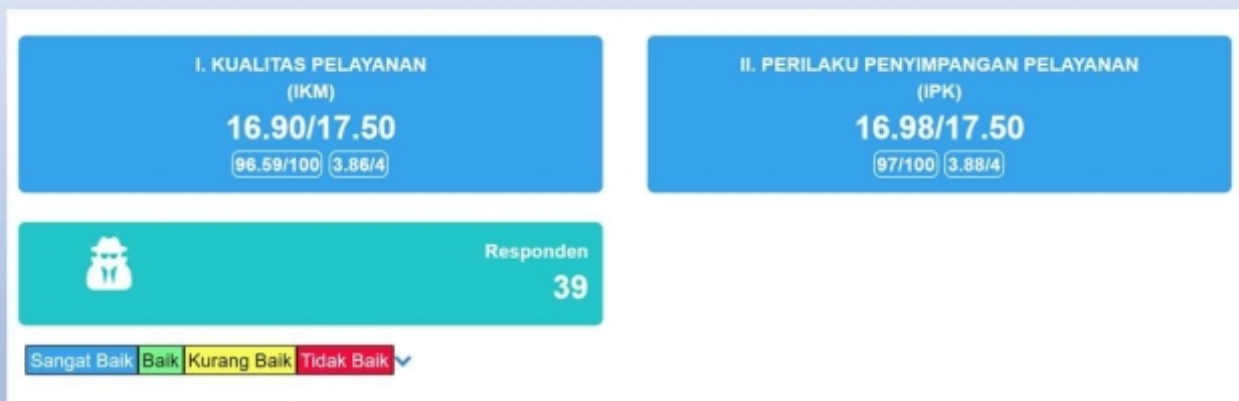 I. KUALITAS PELAYANAN
(IKM)
16.90/17.50
96.59/100 3.86/4
II. PERILAKU PENYIMPANGAN PELAYANAN
(IPK)
16.98/17.50
97/100 3.88/4
Responden
39
Sangat Baik Baik Kurang Baik Tidak Baik